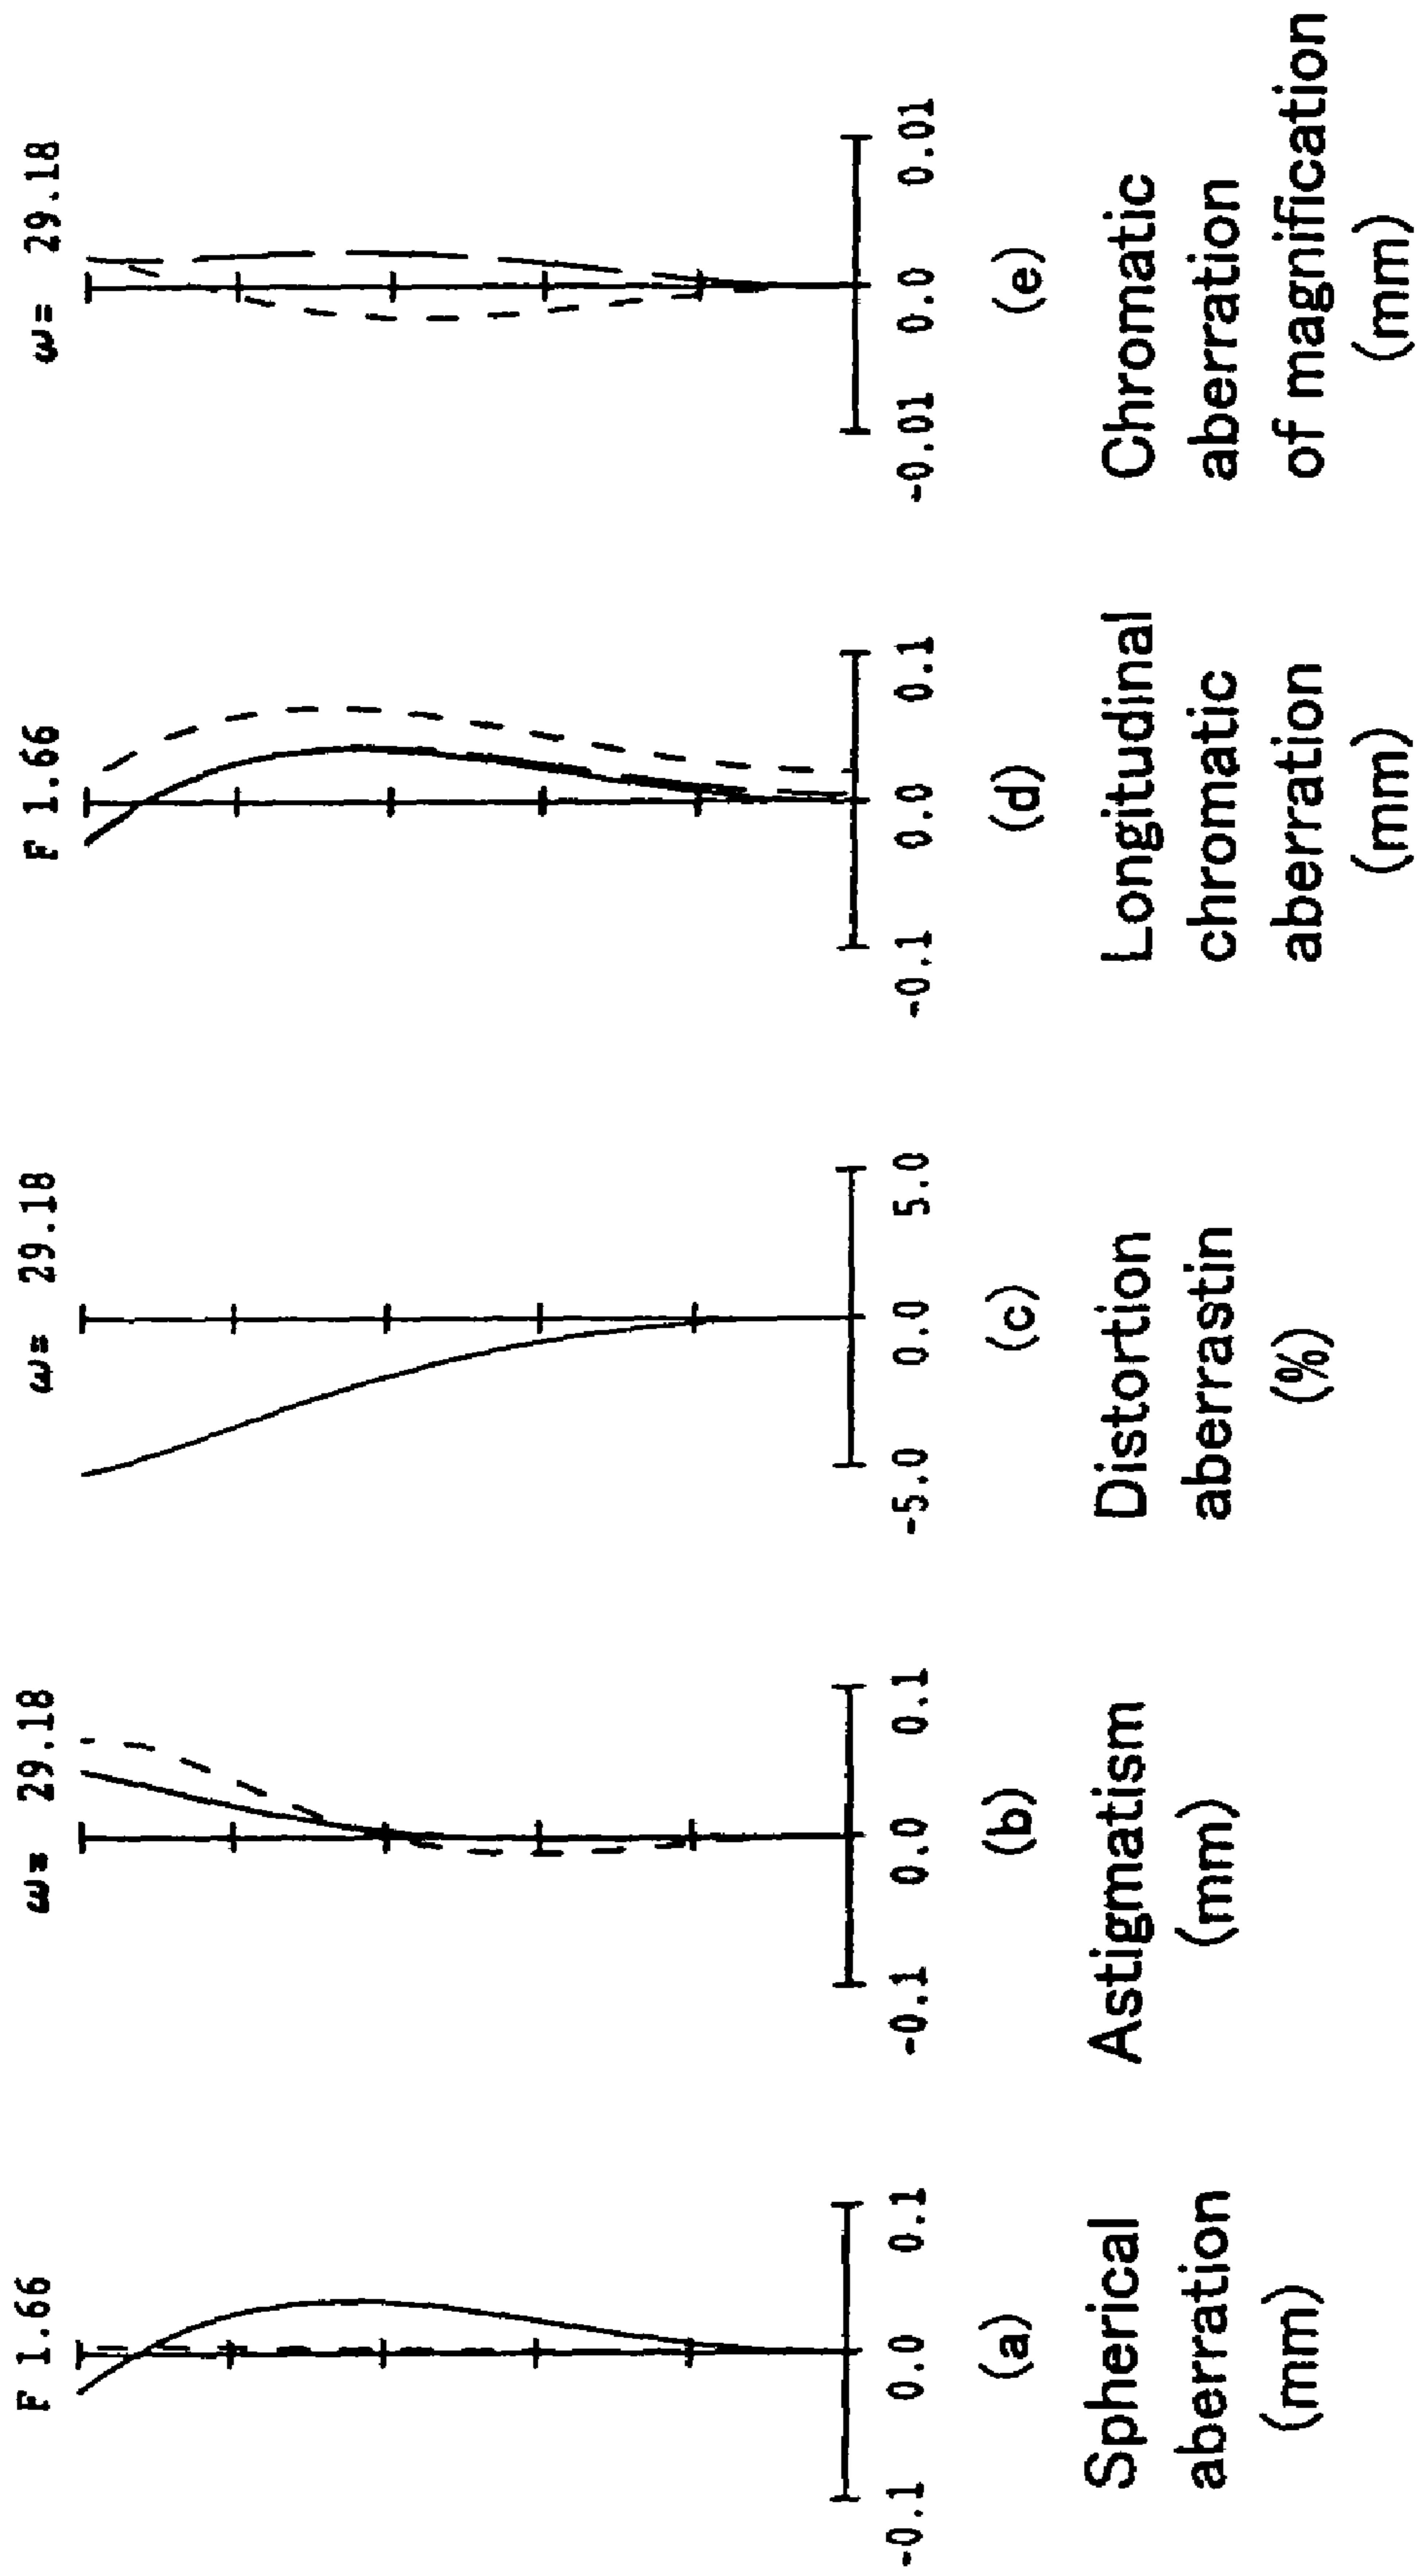 F 1.66
-0.1 0.0 0.1
(a)
Spherical
aberration
(mm)
ω= 29.18
-0.1 0.0 0.1
(b)
Astigmatism
(mm)
ω= 29.18
-5.0 0.0 5.0
(c)
Distortion
aberrastin
(%)
F 1.66
-0.1 0.0 0.1
(d)
Longitudinal
chromatic
aberration
(mm)
ω= 29.18
-0.01 0.0 0.01
(e)
Chromatic
aberration
of magnification
(mm)